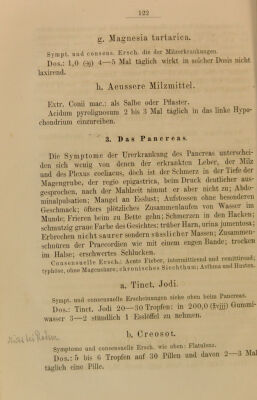 122
g. Magnesia tartarica.
Sympt. und consens. Ersch. die der Milzerkrankungen.
Dos.: 1,0 (℈j) 4—5 Mal täglich wirkt in solcher Dosis nicht
laxirend.
h. Aeussere Milzmittel.
Extr. Conii mac.: als Salbe oder Pflaster.
Acidum pyrolignosum 2 bis 3 Mal täglich in das linke Hypo-
chondrium einzureiben.
3. Das Pancreas.
Die Symptome der Urerkrankung des Pancreas unterschei-
den sich wenig von denen der erkrankten Leber, der Milz
und des Plexus coeliacus, doch ist der Schmerz in der Tiefe der
Magengrube, der regio epigastrica, beim Druck deutlicher aus-
gesprochen, nach der Mahlzeit nimmt er aber nicht zu; Abdo-
minalpulsation; Mangel an Esslust; Aufstossen ohne besonderen
Geschmack; öfters plötzliches Zusammenlaufen von Wasser im
Munde; Frieren beim zu Bette gehn; Schmerzen in den Hacken;
schmutzig graue Farbe des Gesichtes; trüber Harn, urina jumentosa;
Erbrechen nicht saurer sondern sässlicher Massen; Zusammen-
schnüren der Praecordien wie mit einem engen Bande; trocken
im Halse; erschwertes Schlucken.
Consensuelle Ersch.: Acute Fieber, intermittirend und remittirend;
typhöse, ohne Magensäure; chronisches Siechthum; Asthma und Husten.
a. Tinct. Jodi.
Sympt. und consensuelle Erscheinungen siehe oben beim Pancreas.
Dos.: Tinct. Jodi 20—30 Tropfen: in 200,0 Gummi-
wasser 3—2 stündlich 1 Esslöffel zu nehmen.
b. Creosot.
Symptome und consensuelle Ersch. wie oben: Flatulenz.
Dos.: 5 bis 6 Tropfen auf 30 Pillen und davon 2—3 Mal
täglich eine Pille.